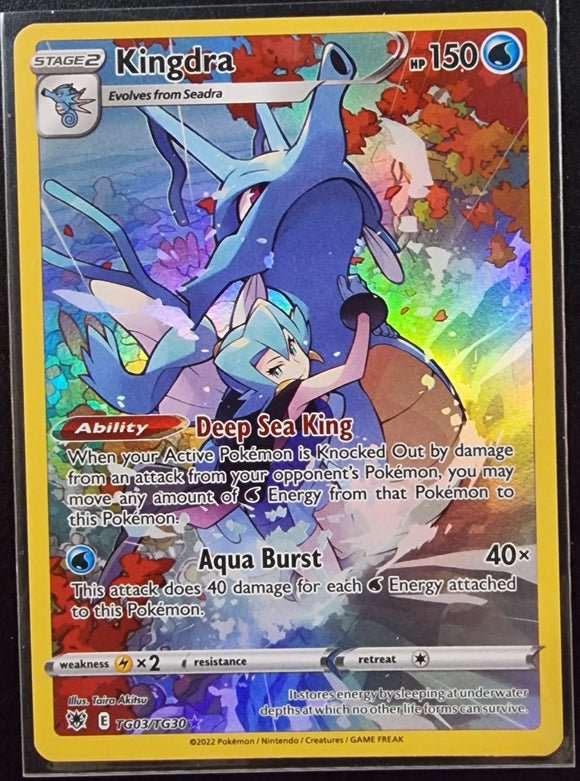 STAGE 2 Kingdra HP 150
Evolves from Seadra
Ability Deep Sea King
When your Active Pokémon is Knocked Out by damage
from an attack from your opponent's Pokémon, you may
move any amount of Energy from that Pokémon to
this Pokémon.
Aqua Burst 40×
This attack does 40 damage for each Energy attached
to this Pokémon.
weakness ×2 resistance retreat
Illus. Taira Akitsu
E TG03/TG30
It stores energy by sleeping at underwater
depths at which no other life forms can survive.
©2022 Pokémon / Nintendo / Creatures / GAME FREAK